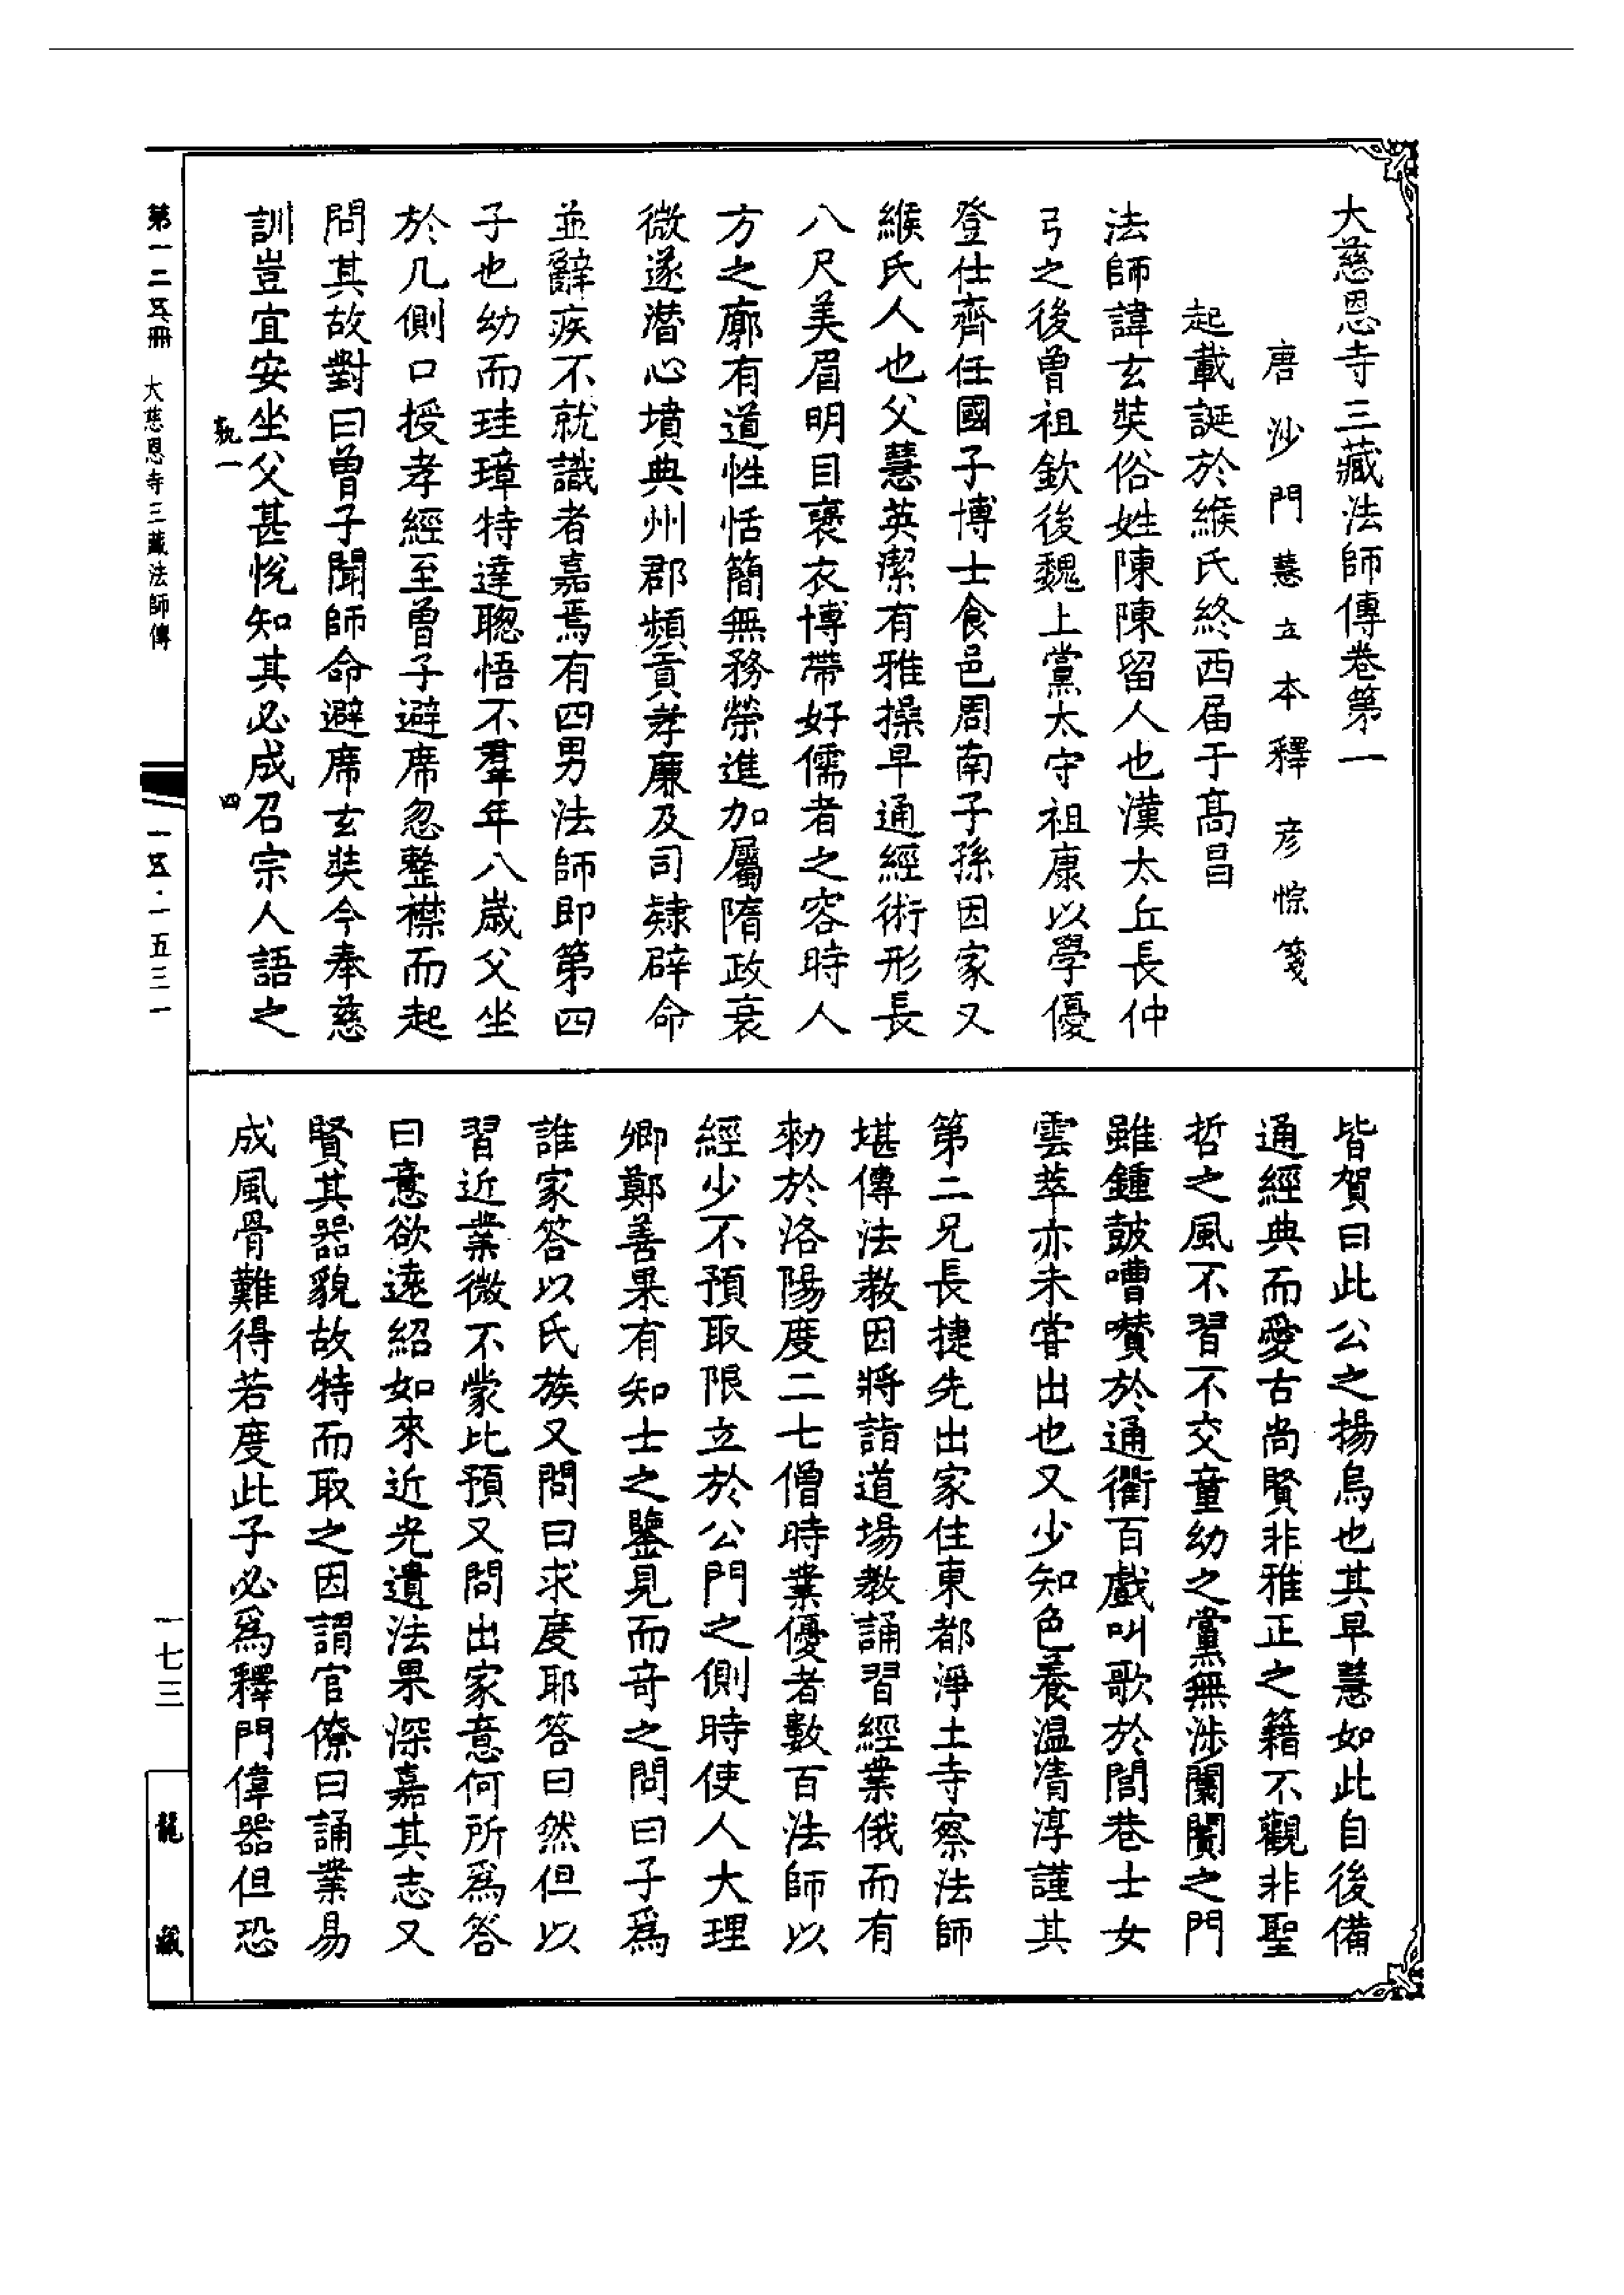 大慈恩寺三藏法師傳卷第一
唐沙門慧立本釋彦悰箋
起載誕於緱氏終西届于髙昌
法師諱玄奘俗姓陳陳留人也漢太丘長仲
弓之後曾祖欽後魏上黨太守祖康以學優
登仕齊任國子博士食邑周南子孫因家又
緱氏人也父慧英潔有雅操早通經術形長
八尺美眉明目襃衣博帶好儒者之容時人
方之廓有道性恬簡無務榮進加屬隋政衰
微遂潜心墳典州郡頻貢孝廉及司隸辟命
並辭疾不就識者嘉焉有四男法師即第四
子也幼而珪璋特達聦悟不羣年八歲父坐
於几側口授孝經至曾子避席忽整襟而起
問其故對曰曾子聞師命避席玄奘今奉慈
訓豈宜安坐父甚悅知其必成召宗人語之
皆賀曰此公之揚烏也其早慧如此自後備
通經典而愛古尚賢非雅正之籍不觀非聖
哲之風不習不交童幼之黨無涉闤闠之門
雖鍾鼓嘈囋於通衢百戲叫歌於閭巷士女
雲萃亦未甞出也又少知色養温凊淳謹其
第二兄長捷先出家住東都淨土寺察法師
堪傳法教因將詣道場教誦習經業俄而有
勑於洛陽度二七僧時業優者數百法師以
經少不預取限立於公門之側時使人大理
卿鄭善果有知士之鑒見而奇之問曰子爲
誰家答以氏族又問曰求度耶答曰然但以
習近業微不蒙比預又問出家意何所爲答
曰意欲遠紹如來近光遺法果深嘉其志又
賢其器貌故特而取之因謂官僚曰誦業易
成風骨難得若度此子必爲釋門偉器但恐
第一二五冊　大慈恩寺三藏法師傳
一五·一五三一
一七三
龍藏
四